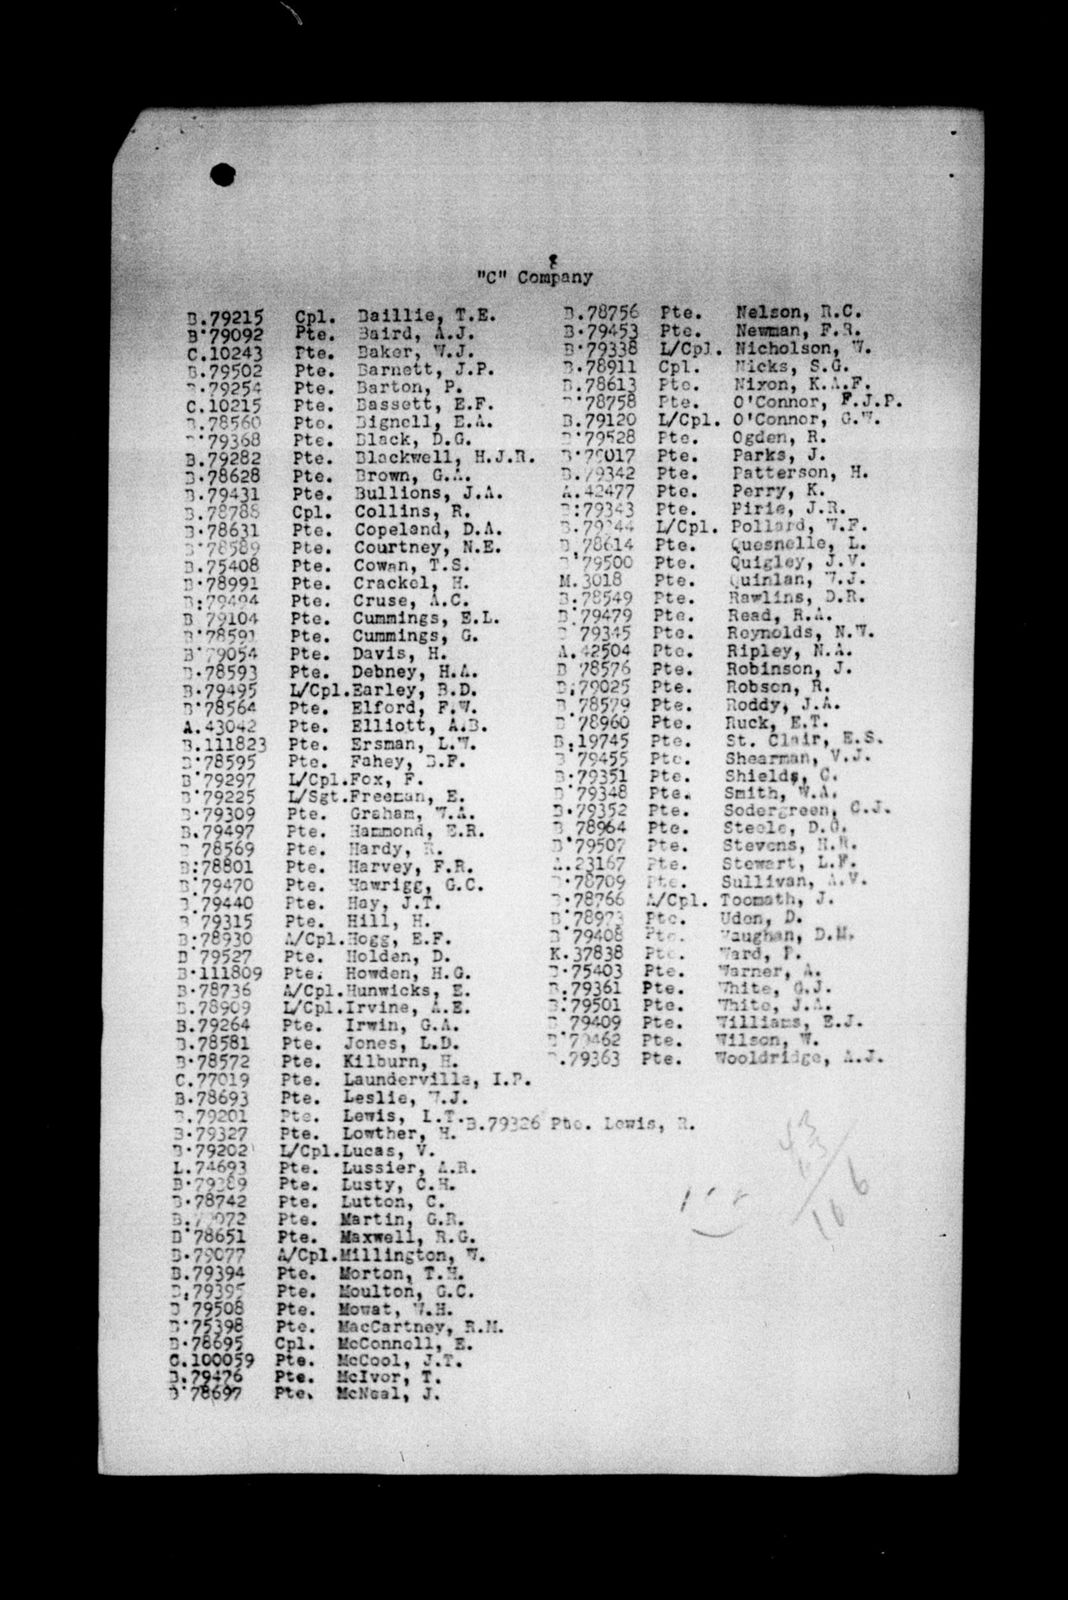 "C" Company
B.79215 Cpl. Baillie, T.E.
B.79092 Pte. Baird, A.J.
C.10243 Pte. Baker, W.J.
B.79502 Pte. Barnett, J.P.
B.79254 Pte. Barton, P.
C.10215 Pte. Bassett, E.F.
B.78560 Pte. Bignell, E.A.
B.79368 Pte. Black, D.G.
B.79282 Pte. Blackwell, H.J.R.
B.78628 Pte. Brown, G.A.
B.79431 Pte. Bullions, J.A.
B.78788 Cpl. Collins, R.
B.78631 Pte. Copeland, D.A.
B.78589 Pte. Courtney, N.E.
B.75408 Pte. Cowan, T.S.
B.78991 Pte. Crackel, H.
B.79494 Pte. Cruse, A.C.
B 79104 Pte. Cummings, E.L.
B.78591 Pte. Cummings, G.
B.79054 Pte. Davis, H.
B.78593 Pte. Debney, H.A.
B.79495 L/Cpl. Earley, B.D.
B.78564 Pte. Elford, F.W.
A.43042 Pte. Elliott, A.B.
B.111823 Pte. Ersman, L.W.
B.78595 Pte. Fahey, B.F.
B.79297 L/Cpl. Fox, F.
B.79225 L/Sgt. Freeman, E.
B.79309 Pte. Graham, W.A.
B.79497 Pte. Hammond, E.R.
B 78569 Pte. Hardy, R.
B.78801 Pte. Harvey, F.R.
B.79470 Pte. Hawrigg, G.C.
B.79440 Pte. Hay, J.T.
B 79315 Pte. Hill, H.
B.78930 A/Cpl. Hogg, E.F.
B.79527 Pte. Holden, D.
B.111809 Pte. Howden, H.G.
B.78736 A/Cpl. Hunwicks, E.
B.78909 L/Cpl. Irvine, A.E.
B.79264 Pte. Irwin, G.A.
B.78581 Pte. Jones, L.D.
B.78572 Pte. Kilburn, H.
C.77019 Pte. Laundervilla, I.P.
B.78693 Pte. Leslie, W.J.
B.79201 Pte. Lewis, L.T.
B.79326 Pte. Lewis, R.
B.79327 Pte. Lowther, H.
B.79202 L/Cpl. Lucas, V.
L.74693 Pte. Lussier, A.R.
B.79389 Pte. Lusty, C.H.
B.78742 Pte. Lutton, C.
Pte. Martin, G.R.
B.78651 Pte. Maxwell, R.G.
B.79077 A/Cpl. Millington, W.
B.79394 Pte. Morton, T.H.
B.79395 Pte. Moulton, G.C.
B 79508 Pte. Mowat, W.H.
B.75398 Pte. MacCartney, R.M.
B.78695 Cpl. McConnell, E.
C.100059 Pte. McCool, J.T.
B.79476 Pte. McIvor, T.
B.78697 Pte. McNeal, J.
B.78756 Pte. Nelson, R.C.
B.79453 Pte. Newman, F.R.
B.79338 L/Cpl. Nicholson, W.
B.78911 Cpl. Nicks, S.G.
B.78613 Pte. Nixon, K.A.F.
B.78758 Pte. O'Connor, F.J.P.
B.79120 L/Cpl. O'Connor, G.W.
B.79528 Pte. Ogden, R.
B.79017 Pte. Parks, J.
B.79342 Pte. Patterson, H.
A.42477 Pte. Perry, K.
B.79343 Pte. Pirie, J.R.
B.79244 L/Cpl. Pollard, W.F.
B.78614 Pte. Quesnelle, L.
B.79500 Pte. Quigley, J.V.
M.3018 Pte. Quinlan, W.J.
B.78549 Pte. Rawlins, D.R.
B.79479 Pte. Read, R.A.
B 79345 Pte. Reynolds, N.W.
A.42504 Pte. Ripley, N.A.
B 78576 Pte. Robinson, J.
B.79025 Pte. Robson, R.
B 78579 Pte. Roddy, J.A.
B.78960 Pte. Ruck, E.T.
B.19745 Pte. St. Clair, E.S.
B 79455 Pte. Shearman, V.J.
B.79351 Pte. Shields, C.
B.79348 Pte. Smith, W.A.
B.79352 Pte. Sodergreen, C.J.
B 78964 Pte. Steele, D.O.
B.79507 Pte. Stevens, H.R.
A.23167 Pte. Stewart, L.F.
B.78709 Pte. Sullivan, A.V.
B.78766 A/Cpl. Toomath, J.
B.78973 Pte. Uden, D.
B.79408 Pte. Vaughan, D.M.
K.37838 Pte. Ward, P.
B.75403 Pte. Warner, A.
B.79361 Pte. White, G.J.
B.79501 Pte. White, J.A.
B 79409 Pte. Williams, E.J.
B.79462 Pte. Wilson, W.
B.79363 Pte. Wooldridge, A.J.